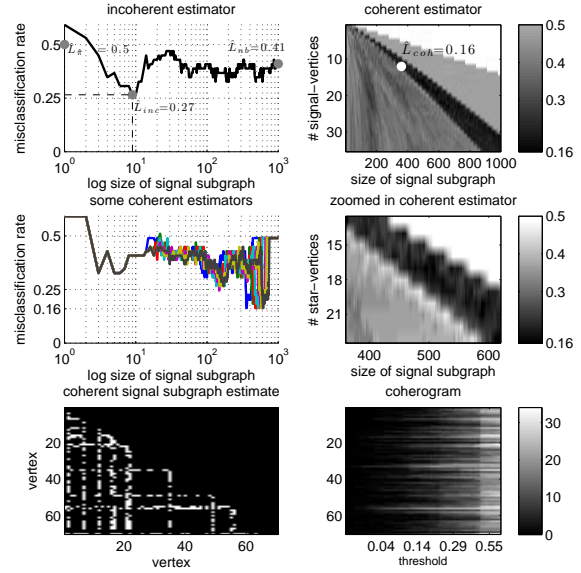 incoherent estimator
misclassification rate
0.5
0.25
0
L̂π̂ = 0.5
L̂nb=0.41
L̂inc=0.27
10^0
10^1
10^2
10^3
log size of signal subgraph
coherent estimator
# signal-vertices
10
20
30
L̂coh=0.16
200
400
600
800
1000
size of signal subgraph
0.5
0.4
0.3
0.16
some coherent estimators
misclassification rate
0.5
0.25
0.16
0
10^0
10^1
10^2
10^3
log size of signal subgraph
zoomed in coherent estimator
# star-vertices
15
18
21
400
500
600
size of signal subgraph
0.5
0.4
0.3
0.16
coherent signal subgraph estimate
vertex
20
40
60
20
40
60
vertex
coherogram
20
40
60
0.04
0.14
0.29
0.55
threshold
30
20
10
0